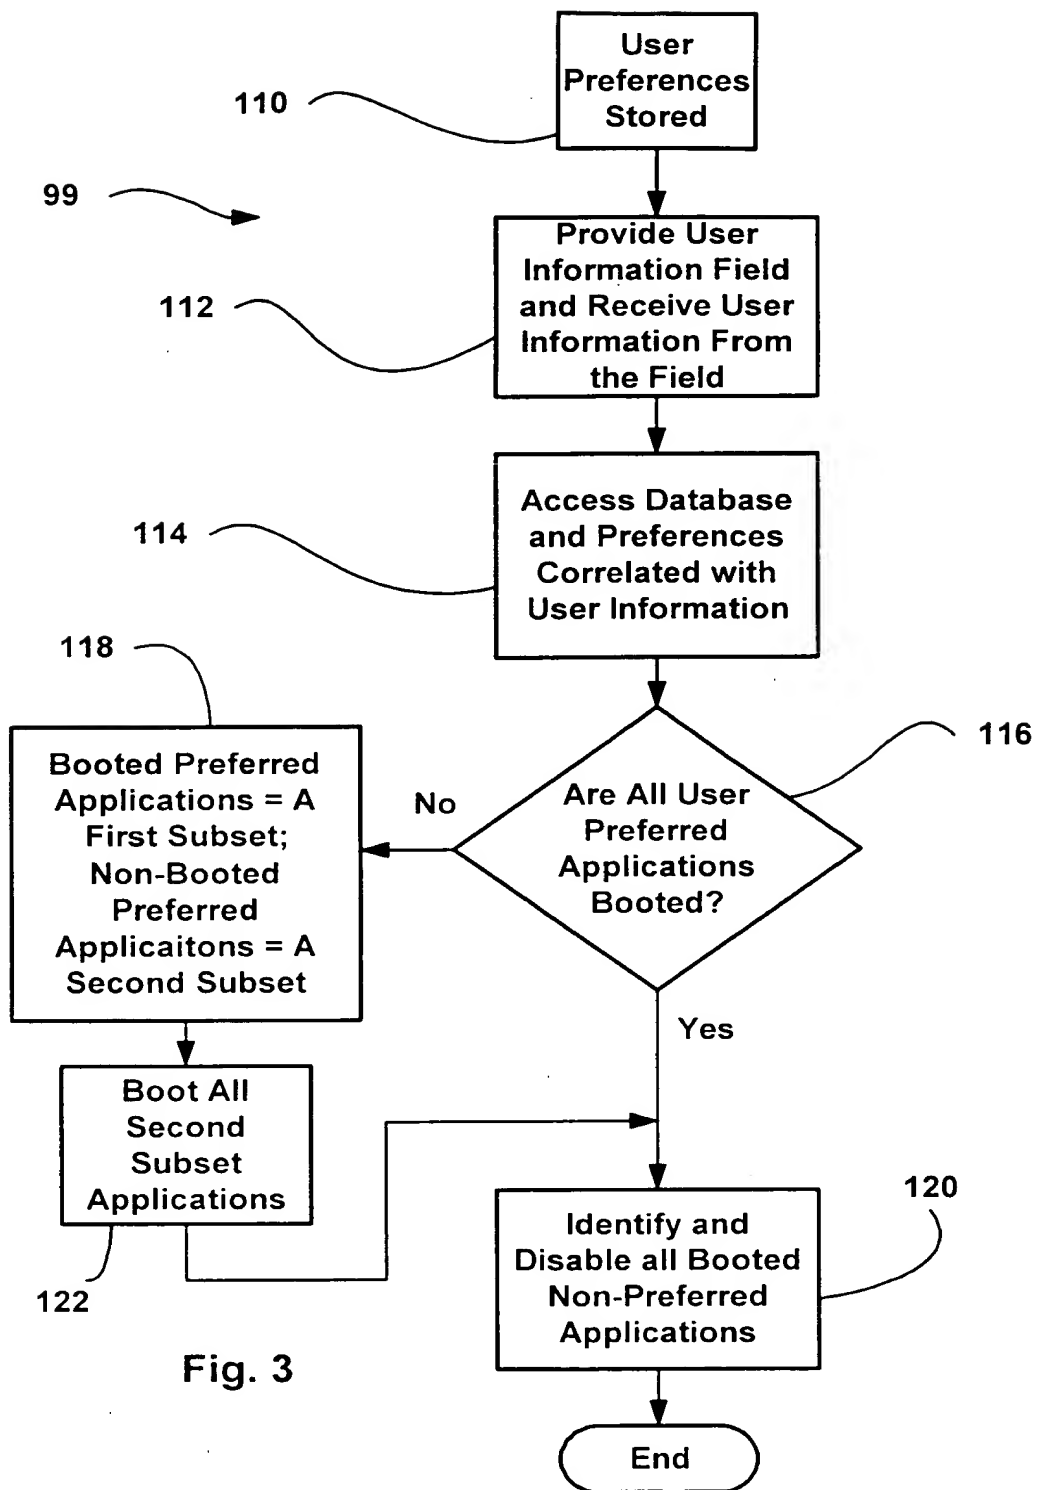 User
Preferences
Stored
110
99
Provide User
Information Field
and Receive User
Information From
the Field
112
Access Database
and Preferences
Correlated with
User Information
114
118
116
Are All User
Preferred
Applications
Booted?
No
Booted Preferred
Applications = A
First Subset;
Non-Booted
Preferred
Applicaitons = A
Second Subset
Yes
Boot All
Second
Subset
Applications
122
120
Identify and
Disable all Booted
Non-Preferred
Applications
End
Fig. 3